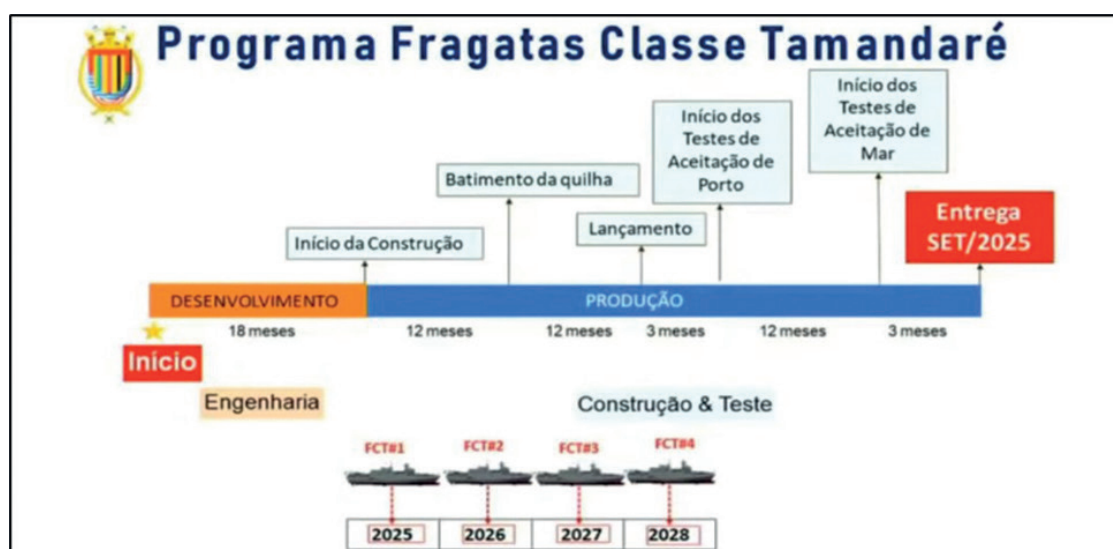 Programa Fragatas Classe Tamandaré
Início dos
Testes de
Aceitação de
Mar
Início dos
Testes de
Aceitação de
Porto
Batimento da quilha
Lançamento
Início da Construção
Entrega
SET/2025
DESENVOLVIMENTO
PRODUÇÃO
18 meses
12 meses
12 meses
3 meses
12 meses
3 meses
Início
Engenharia
Construção & Teste
FCT#1
FCT#2
FCT#3
FCT#4
2025
2026
2027
2028